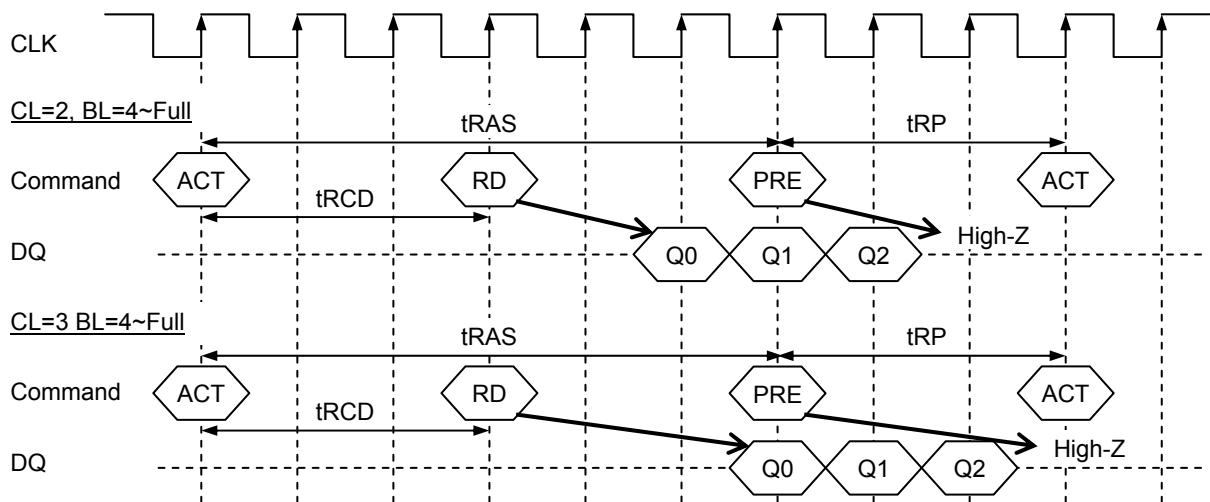 CLK
CL=2, BL=4~Full
tRAS tRP
Command ACT RD PRE ACT
tRCD
High-Z
DQ Q0 Q1 Q2
CL=3 BL=4~Full
tRAS tRP
Command ACT RD PRE ACT
tRCD
High-Z
DQ Q0 Q1 Q2